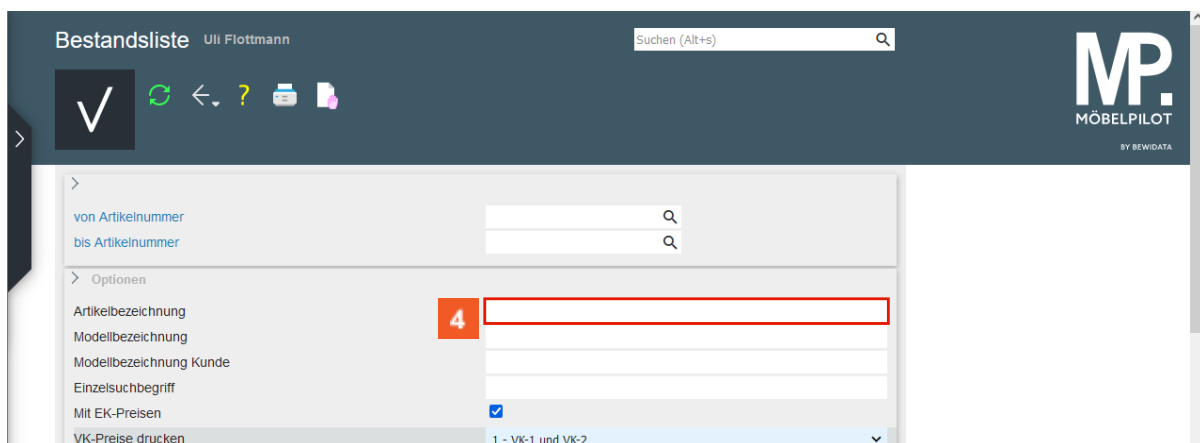 Bestandsliste Uli Flottmann
Suchen (Alt+s)
?
MP.
MÖBELPILOT
BY BEWIDATA
von Artikelnummer
bis Artikelnummer
Optionen
Artikelbezeichnung
4
Modellbezeichnung
Modellbezeichnung Kunde
Einzelsuchbegriff
Mit EK-Preisen
VK-Preise drucken 1 - VK-1 und VK-2